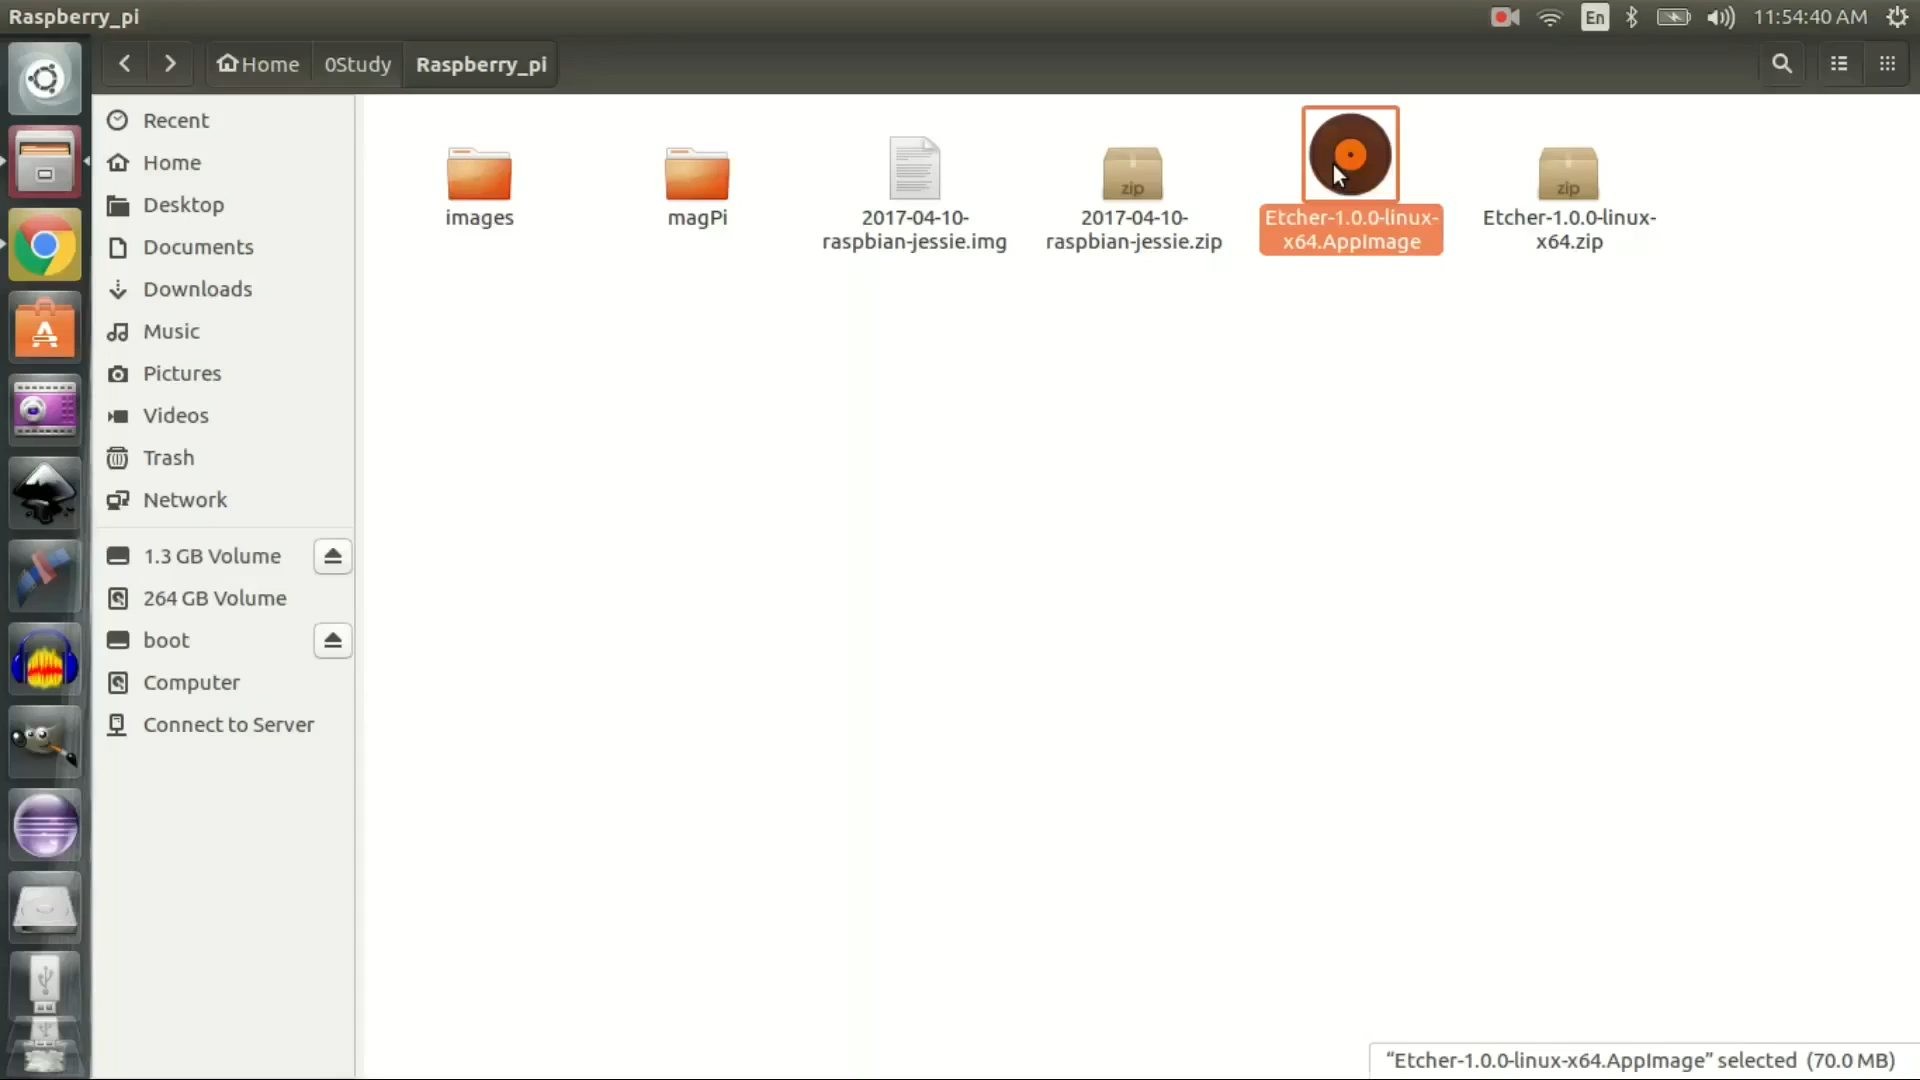 Raspberry_pi
En
11:54:40 AM
Home
0Study
Raspberry_pi
Recent
Home
Desktop
Documents
Downloads
Music
Pictures
Videos
Trash
Network
1.3 GB Volume
264 GB Volume
boot
Computer
Connect to Server
images
magPi
2017-04-10-
raspbian-jessie.img
zip
2017-04-10-
raspbian-jessie.zip
Etcher-1.0.0-linux-
x64.AppImage
zip
Etcher-1.0.0-linux-
x64.zip
“Etcher-1.0.0-linux-x64.AppImage” selected (70.0 MB)